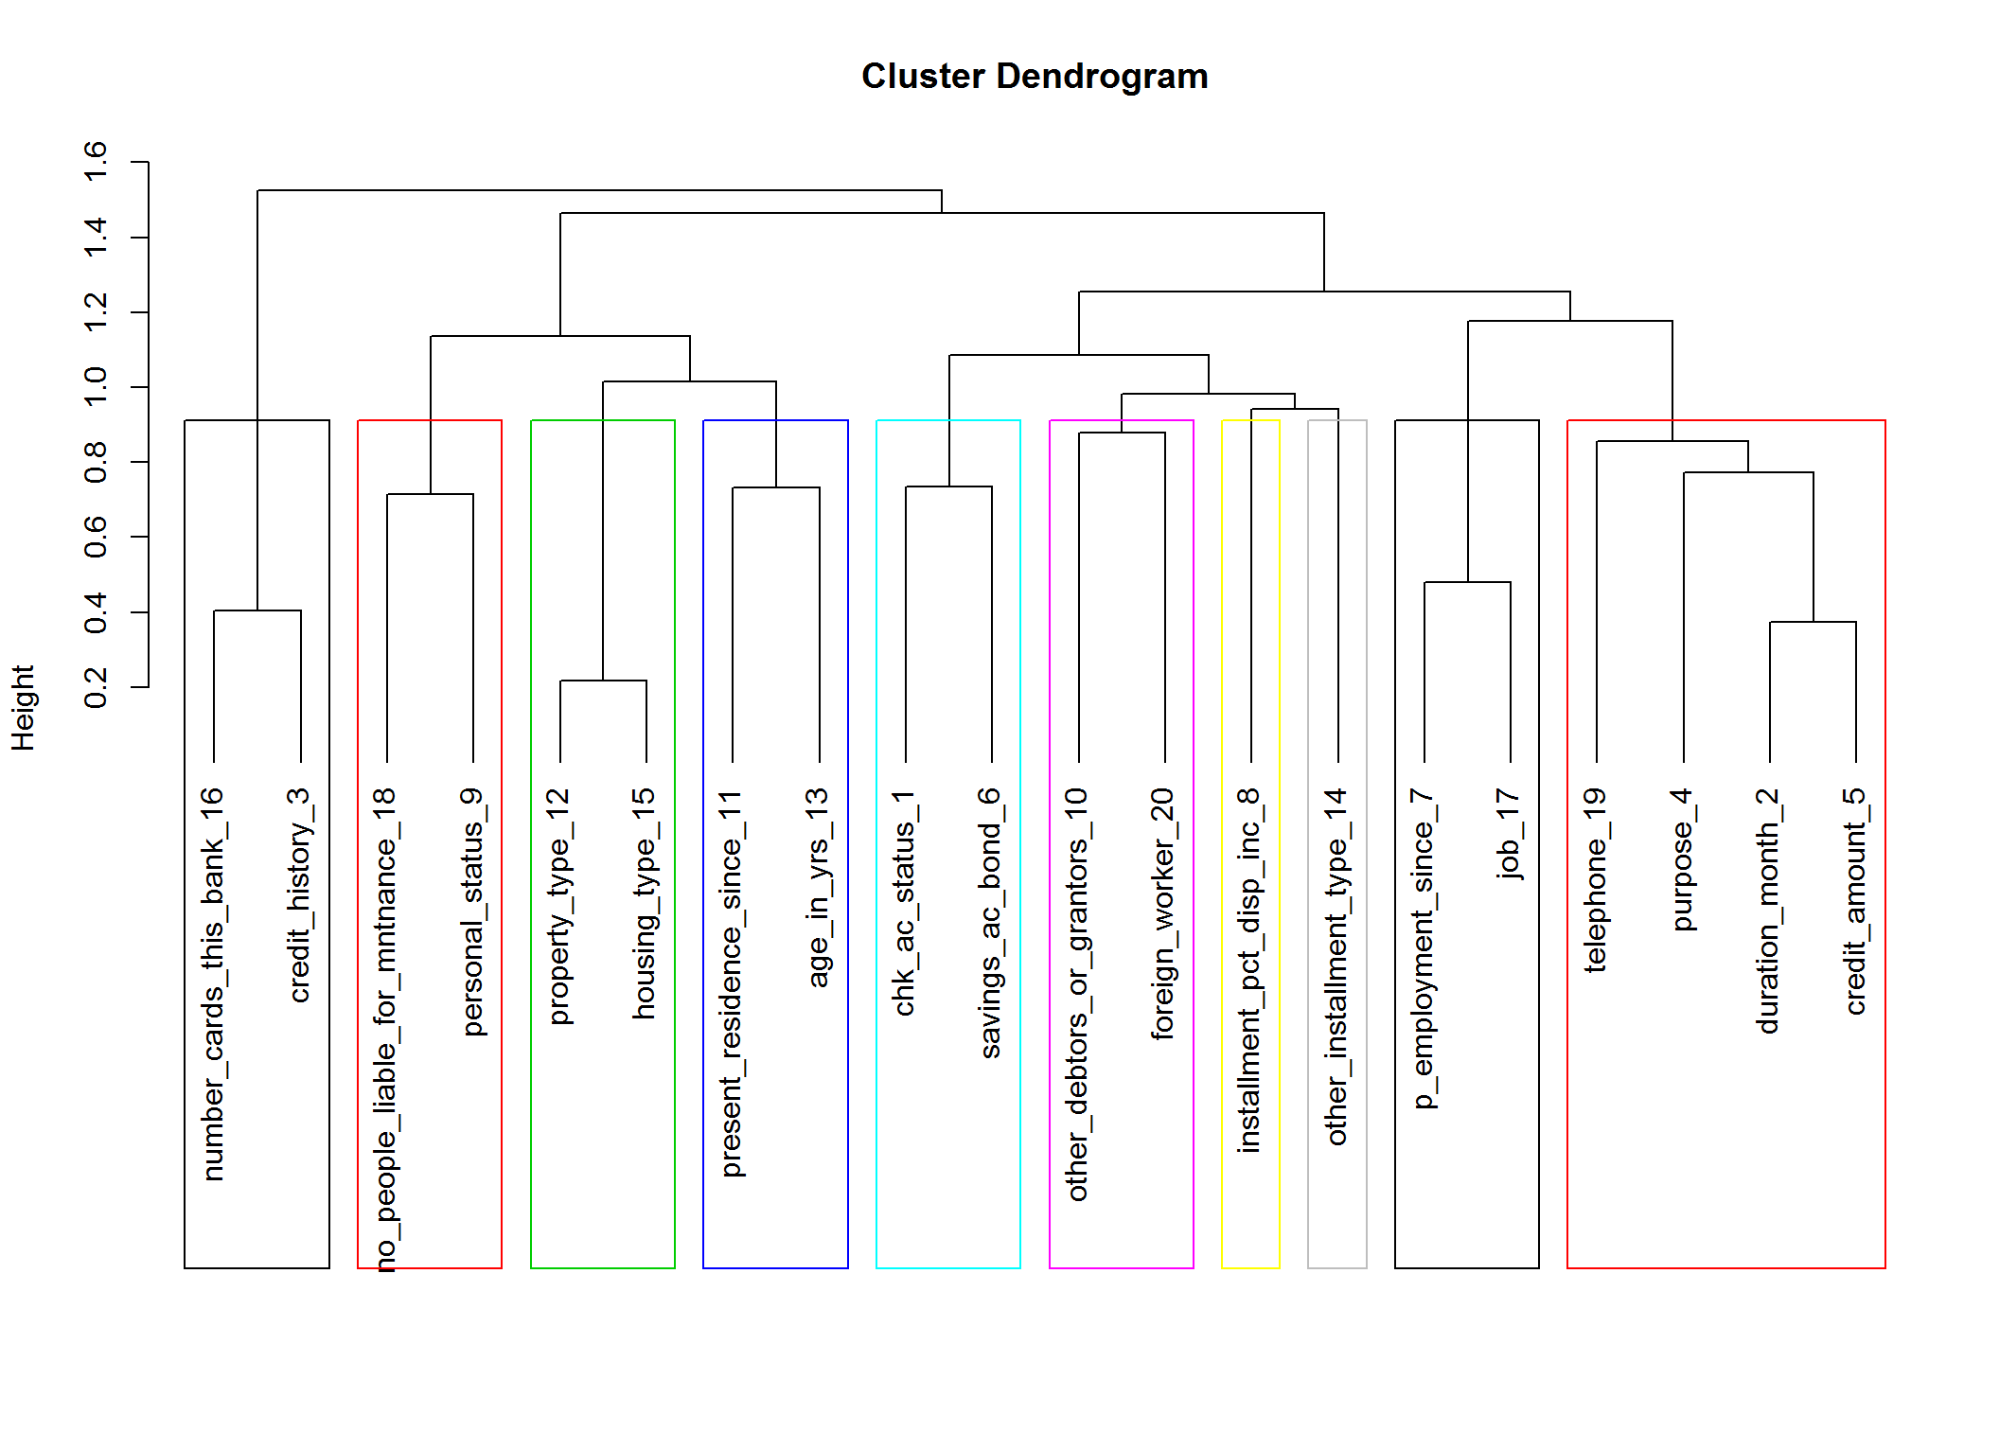 Cluster Dendrogram
Height
1.6
1.4
1.2
1.0
0.8
0.6
0.4
0.2
number_cards_this_bank_16
credit_history_3
no_people_liable_for_mntnance_18
personal_status_9
property_type_12
housing_type_15
present_residence_since_11
age_in_yrs_13
chk_ac_status_1
savings_ac_bond_6
other_debtors_or_grantors_10
foreign_worker_20
installment_pct_disp_inc_8
other_installment_type_14
p_employment_since_7
job_17
telephone_19
purpose_4
duration_month_2
credit_amount_5